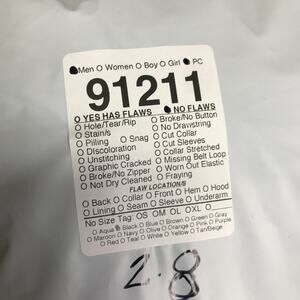 ●Men O Women O Boy O Girl ● PC
91211
O YES HAS FLAWS ● NO FLAWS
O Hole/Tear/Rip
O Stain/s
O Pilling O Snag
O Discoloration
O Unstitching
O Graphic Cracked
O Broke/No Zipper
O Not Dry Cleaned
O Broke/No Button
O No Drawstring
O Cut Collar
O Cut Sleeves
O Collar Stretched
O Missing Belt Loop
O Worn Out Elastic
O Fraying
FLAW LOCATION/S
O Back O Collar O Front O Hem O Hood
O Lining O Seam O Sleeve O Underarm
No Size Tag: OS OM OL OXL O
O Aqua ● Black O Blue O Brown O Green O Gray
O Maroon O Navy O Olive O Orange O Pink O Purple
O Red O Teal O White O Yellow O Tan/Beige
2.8